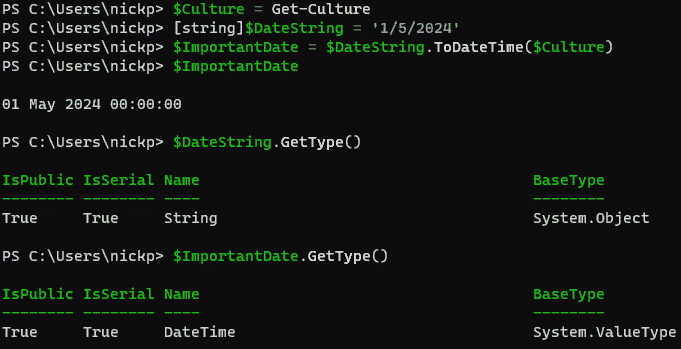 PS C:\Users\nickp> $Culture = Get-Culture
PS C:\Users\nickp> [string]$DateString = '1/5/2024'
PS C:\Users\nickp> $ImportantDate = $DateString.ToDateTime($Culture)
PS C:\Users\nickp> $ImportantDate
01 May 2024 00:00:00
PS C:\Users\nickp> $DateString.GetType()
IsPublic IsSerial Name                                     BaseType
-------- -------- ----                                     --------
True     True     String                                   System.Object
PS C:\Users\nickp> $ImportantDate.GetType()
IsPublic IsSerial Name                                     BaseType
-------- -------- ----                                     --------
True     True     DateTime                                 System.ValueType